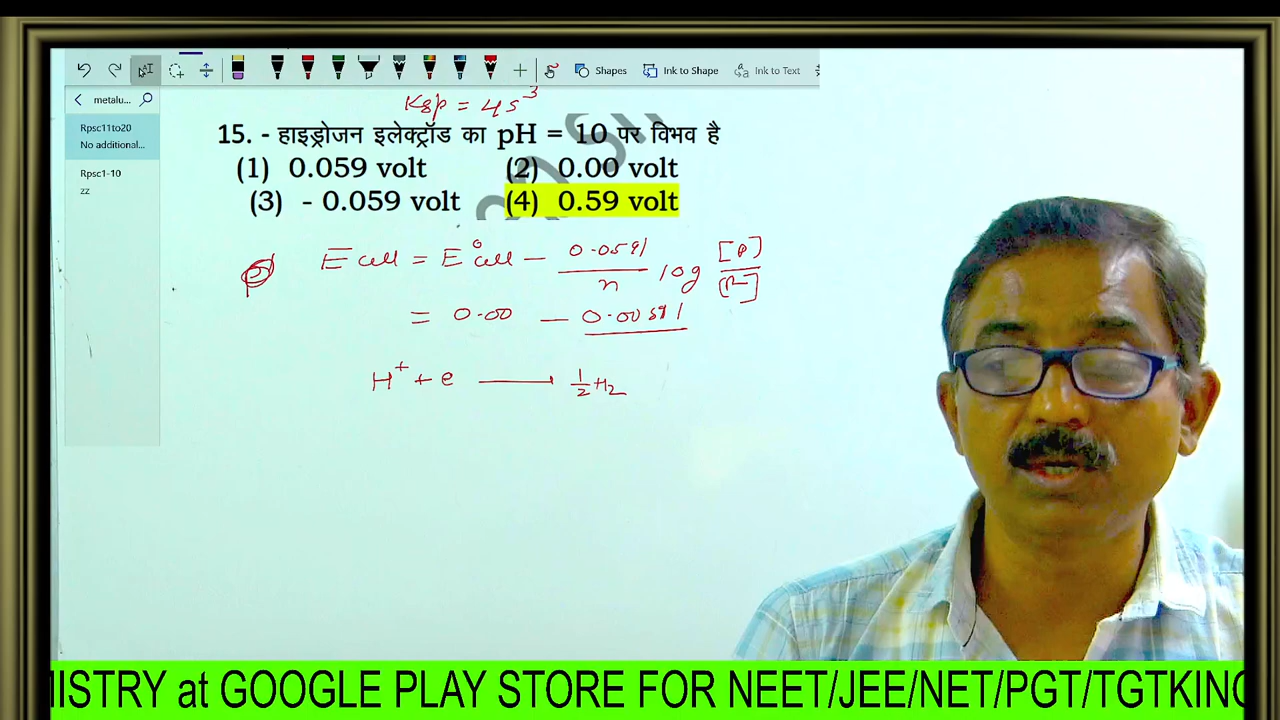 Shapes Ink to Shape Ink to Text
metalu...
Rpsc11to20
No additional...
Rpsc1-10
zz
Ksp = 4s³
15. - हाइड्रोजन इलेक्ट्रॉड का pH = 10 पर विभव है
(1) 0.059 volt (2) 0.00 volt
(3) - 0.059 volt (4) 0.59 volt
E cell = E° cell - 0.0591/n log [P]/[R]
= 0.00 - 0.00591
H⁺ + e ⟶ ½H₂
MISTRY at GOOGLE PLAY STORE FOR NEET/JEE/NET/PGT/TGTKING